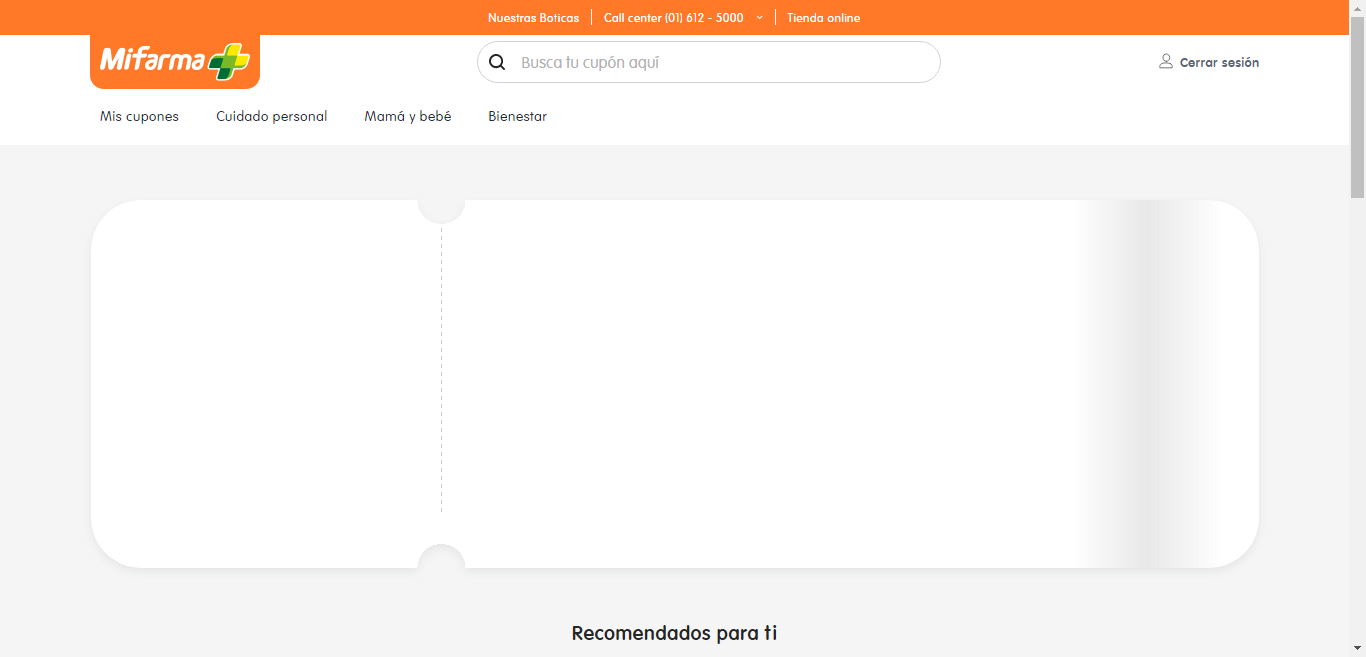 Nuestras Boticas
Call center (01) 612 - 5000
Tienda online
Mifarma
Busca tu cupón aquí
Cerrar sesión
Mis cupones
Cuidado personal
Mamá y bebé
Bienestar
Recomendados para ti